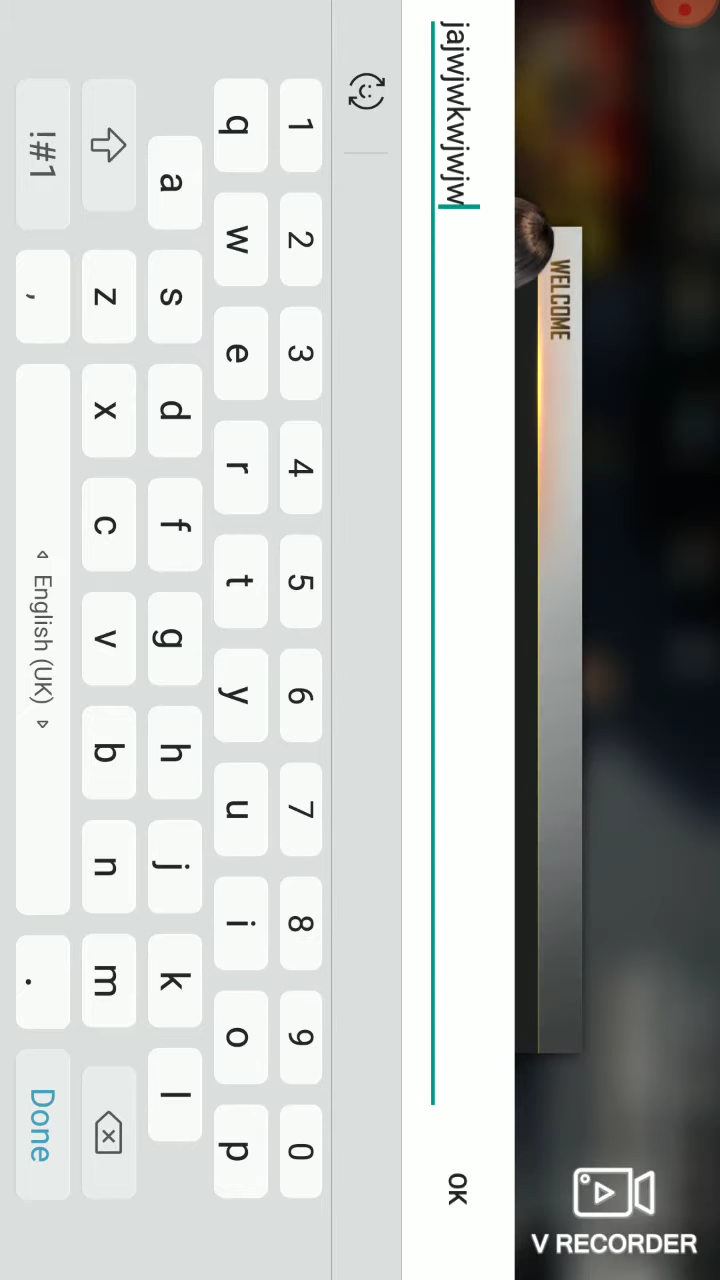 WELCOME
jajwjwkwjwjw
OK
1 2 3 4 5 6 7 8 9 0
q w e r t y u i o p
a s d f g h j k l
z x c v b n m
!#1 , English (UK) . Done
V RECORDER